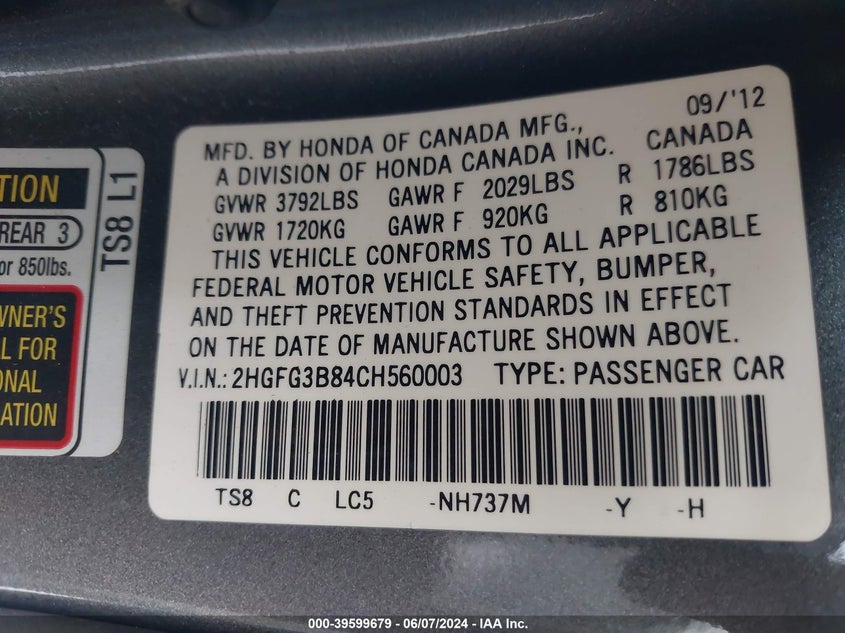 TION
REAR 3
or 850lbs.
WNER'S
L FOR
ONAL
ATION
TS8 L1
09/'12
MFD. BY HONDA OF CANADA MFG., CANADA
A DIVISION OF HONDA CANADA INC.
GVWR 3792LBS GAWR F 2029LBS R 1786LBS
GVWR 1720KG GAWR F 920KG R 810KG
THIS VEHICLE CONFORMS TO ALL APPLICABLE
FEDERAL MOTOR VEHICLE SAFETY, BUMPER,
AND THEFT PREVENTION STANDARDS IN EFFECT
ON THE DATE OF MANUFACTURE SHOWN ABOVE.
V.I.N.: 2HGFG3B84CH560003 TYPE: PASSENGER CAR
TS8 C LC5 -NH737M -Y -H
000-39599679 | 06/07/2024 - IAA Inc.